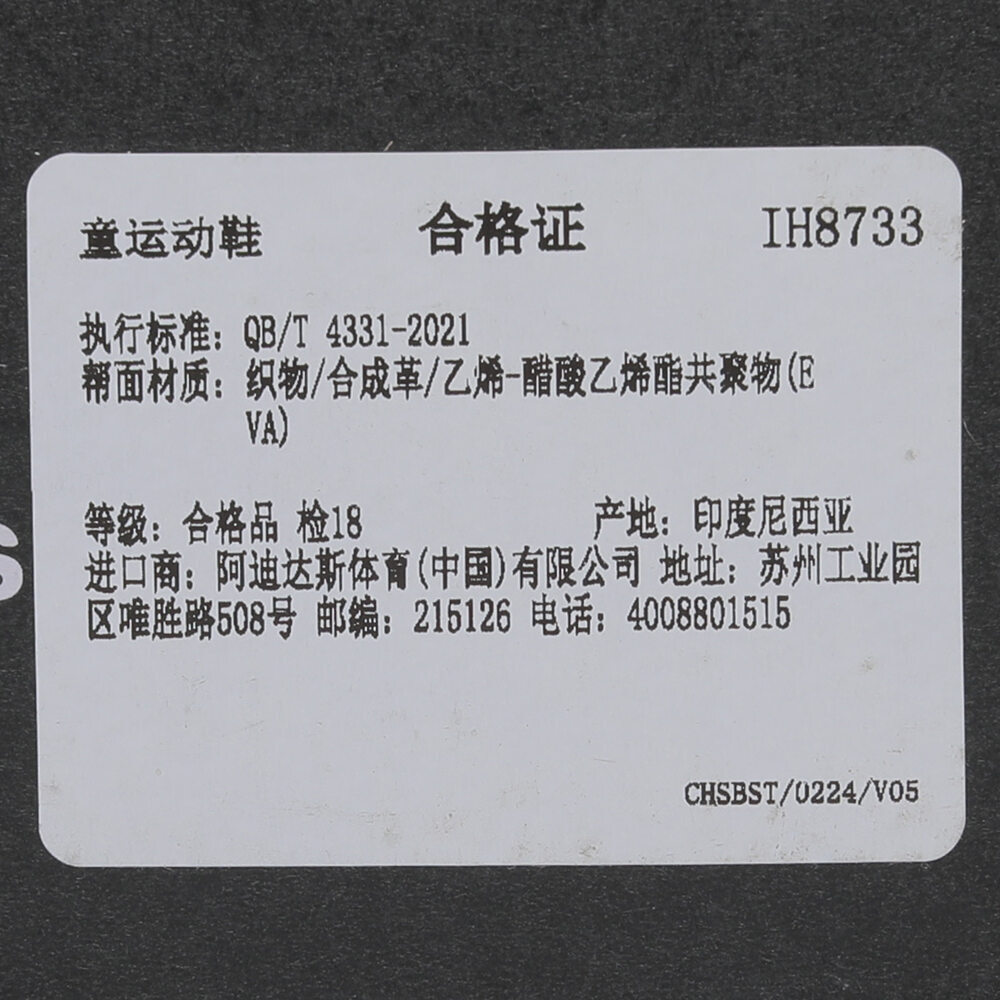 童运动鞋 合格证 IH8733
执行标准: QB/T 4331-2021
帮面材质: 织物/合成革/乙烯-醋酸乙烯酯共聚物(E
VA)
等级: 合格品 检18 产地: 印度尼西亚
进口商: 阿迪达斯体育(中国)有限公司 地址: 苏州工业园
区唯胜路508号 邮编: 215126 电话: 4008801515
s
CHSBST/0224/V05